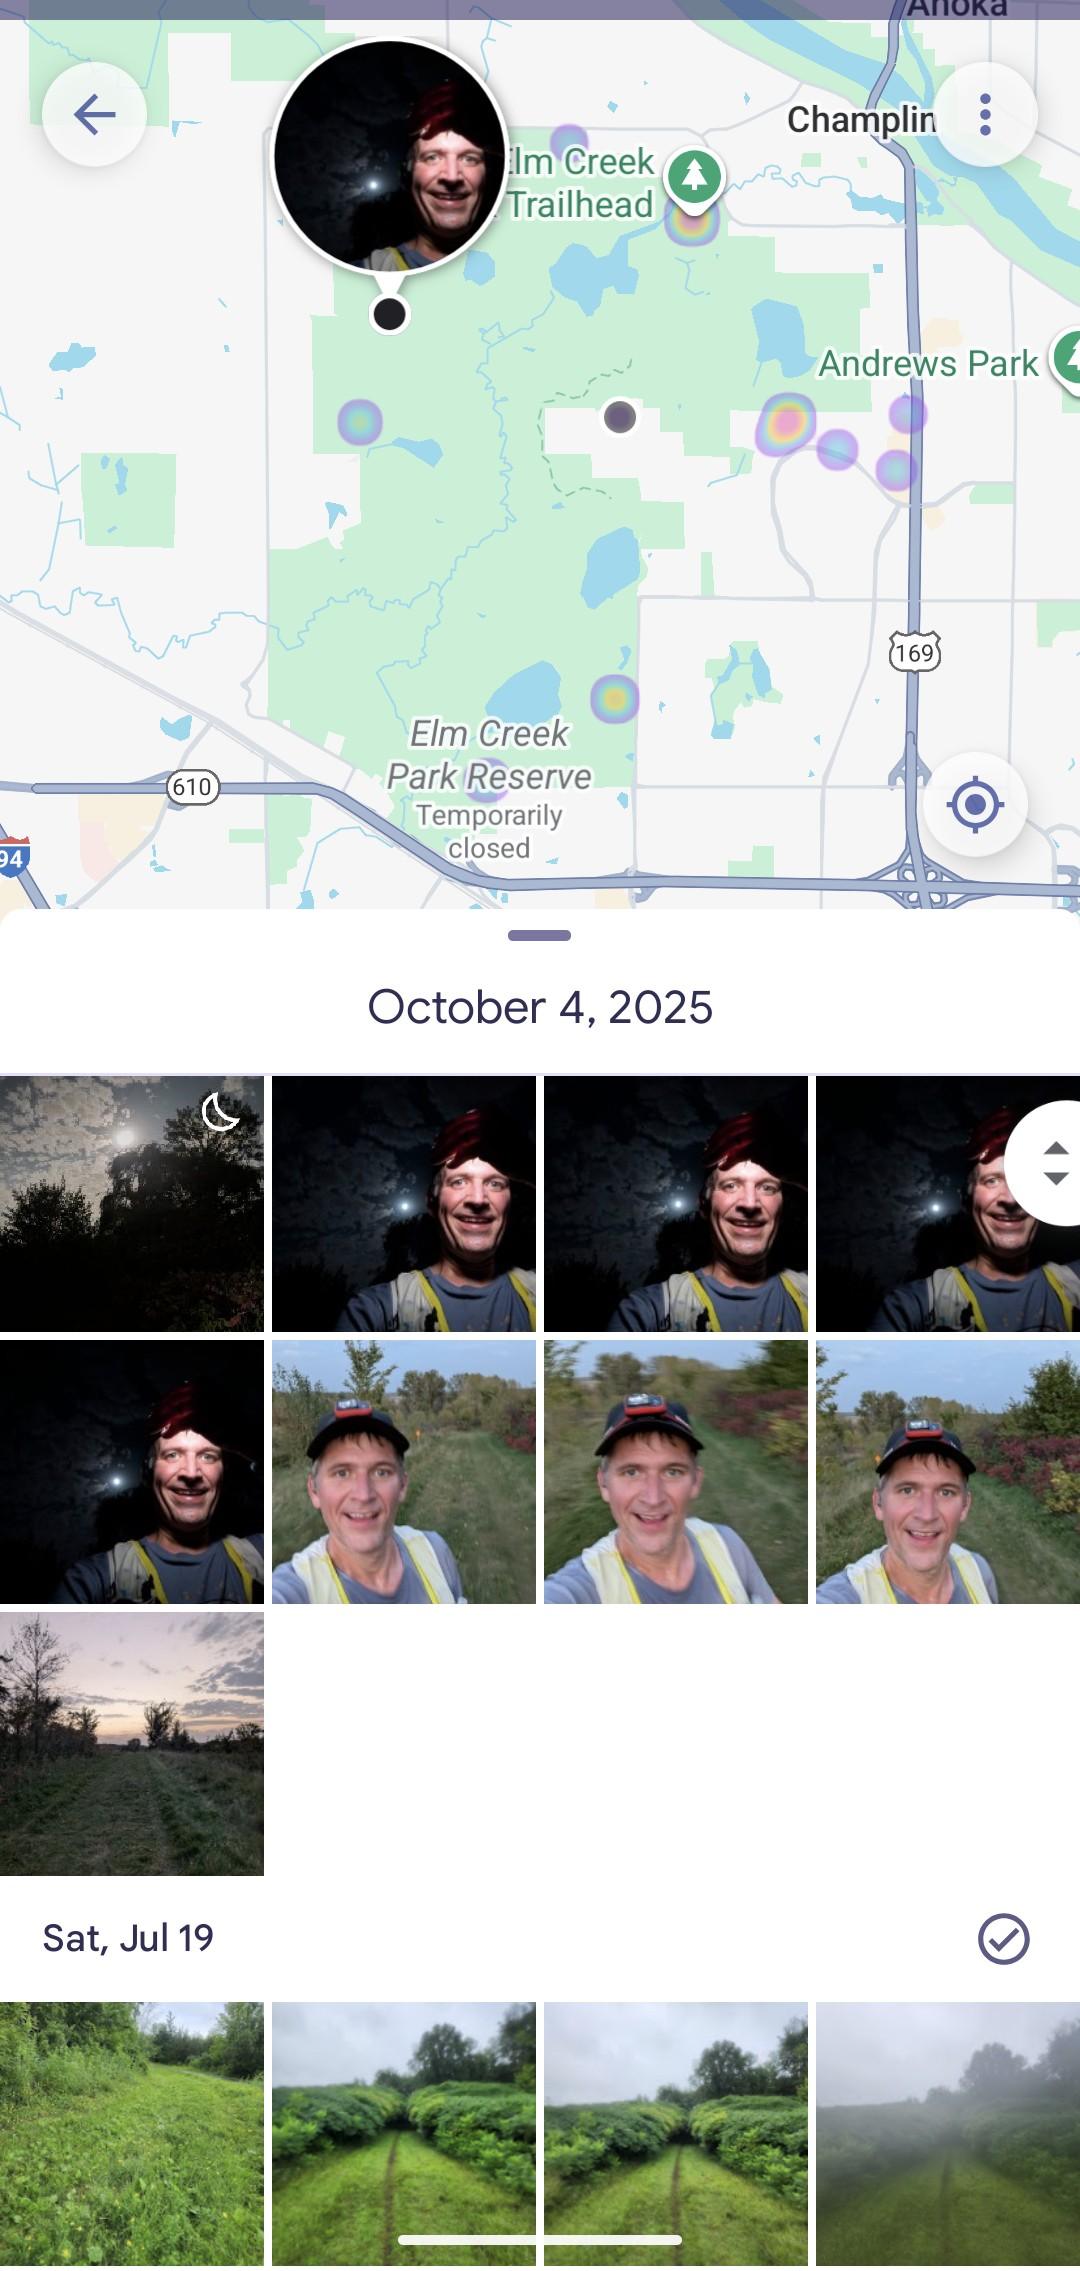 Anoka
Champlin
Elm Creek
Trailhead
Andrews Park
169
Elm Creek
Park Reserve
Temporarily
closed
610
94
October 4, 2025
Sat, Jul 19